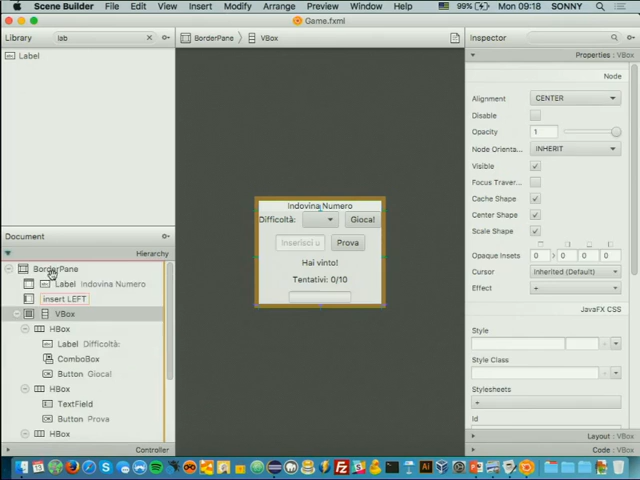 Scene Builder File Edit View Insert Modify Arrange Preview Window Help 99% Mon 09:18 SONNY
Game.fxml
Library lab
BorderPane VBox
Inspector
Label
Properties : VBox
Node
Alignment CENTER
Disable
Opacity 1
Node Orienta... INHERIT
Visible
Focus Traver...
Cache Shape
Center Shape
Scale Shape
Opaque Insets 0 0 0 0
Cursor Inherited (Default)
Effect +
JavaFX CSS
Style
Style Class
Stylesheets
+
Id
Layout : VBox
Code : VBox
Indovina Numero
Difficoltà: Gioca!
Inserisci u Prova
Hai vinto!
Tentativi: 0/10
Document
Hierarchy
BorderPane
Label Indovina Numero
insert LEFT
VBox
HBox
Label Difficoltà:
ComboBox
Button Gioca!
HBox
TextField
Button Prova
HBox
Controller